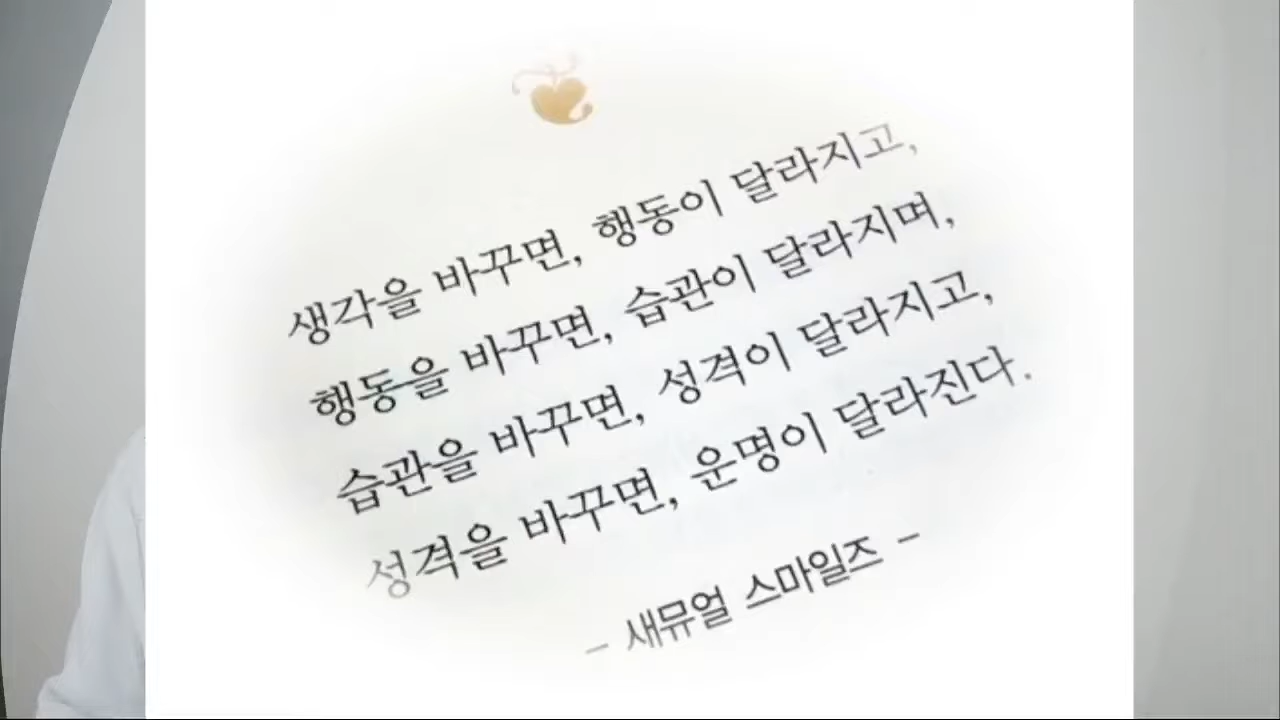 생각을 바꾸면, 행동이 달라지고,
행동을 바꾸면, 습관이 달라지며,
습관을 바꾸면, 성격이 달라지고,
성격을 바꾸면, 운명이 달라진다.
- 새뮤얼 스마일즈 -